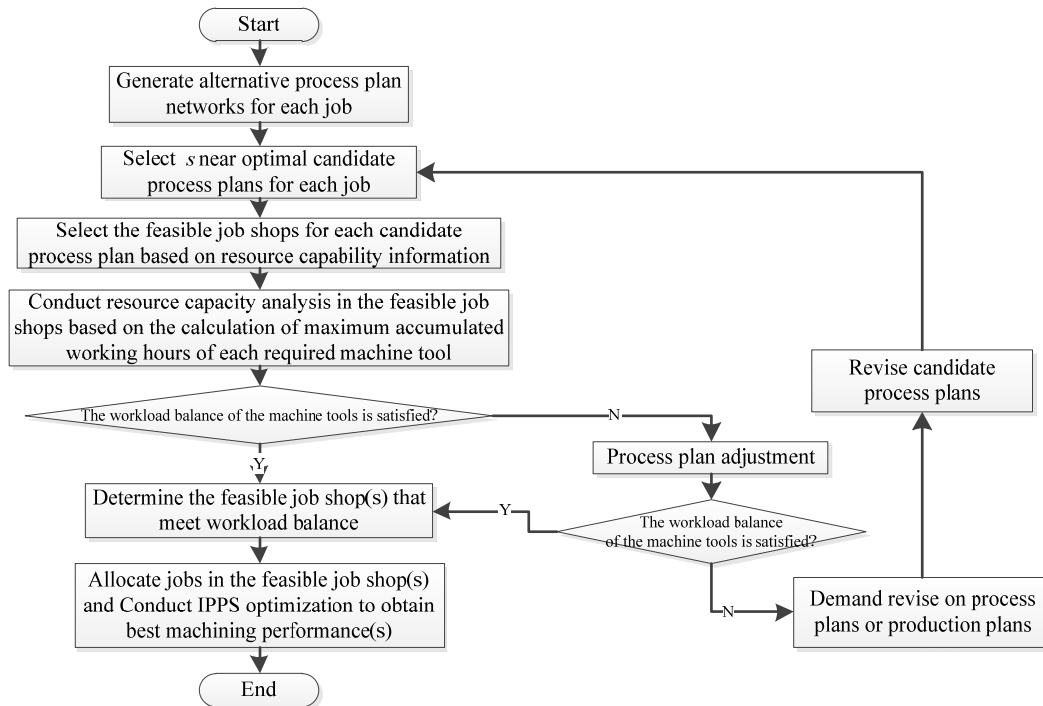 Start
Generate alternative process plan
networks for each job
Select s near optimal candidate
process plans for each job
Select the feasible job shops for each candidate
process plan based on resource capability information
Conduct resource capacity analysis in the feasible job
shops based on the calculation of maximum accumulated
working hours of each required machine tool
The workload balance of the machine tools is satisfied?
N
Y
Process plan adjustment
Determine the feasible job shop(s) that
meet workload balance
Y
The workload balance
of the machine tools is satisfied?
N
Demand revise on process
plans or production plans
Revise candidate
process plans
Allocate jobs in the feasible job shop(s)
and Conduct IPPS optimization to obtain
best machining performance(s)
End